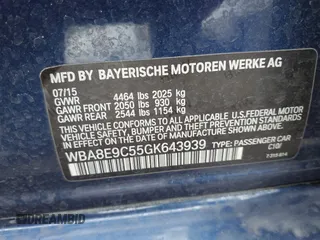 MFD BY BAYERISCHE MOTOREN WERKE AG
07/15
GVWR 4464 lbs 2025 kg
GAWR FRONT 2050 lbs 930 kg
GAWR REAR 2544 lbs 1154 kg
THIS VEHICLE CONFORMS TO ALL APPLICABLE FEDERAL
MOTOR VEHICLE SAFETY, BUMPER, AND THEFT PREVENTION
STANDARDS IN EFFECT ON THE DATE OF MANUFACTURE SHOWN ABOVE.
WBA8E9C55GK643939 TYPE: PASSENGER CAR
C10/
DREAMBID